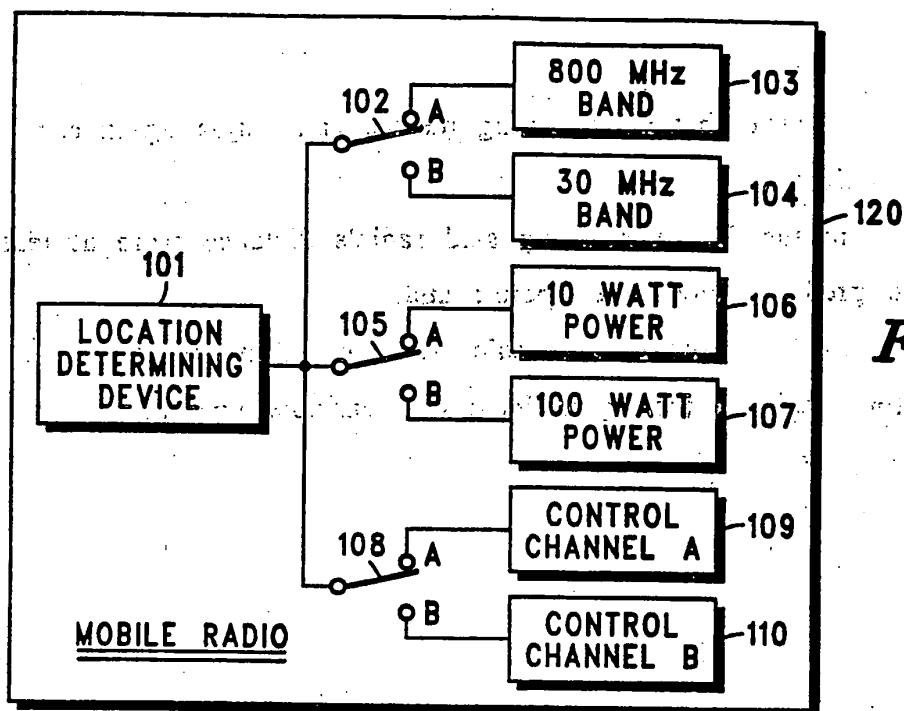 102
A
B
800 MHz
BAND
103
30 MHz
BAND
104
120
101
LOCATION
DETERMINING
DEVICE
105
A
B
10 WATT
POWER
106
100 WATT
POWER
107
108
A
B
CONTROL
CHANNEL A
109
CONTROL
CHANNEL B
110
MOBILE RADIO
F